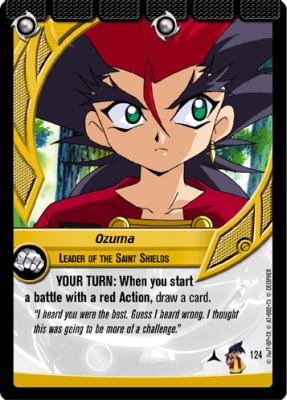 Ozuma
LEADER OF THE SAINT SHIELDS
YOUR TURN: When you start
a battle with a red Action, draw a card.
"I heard you were the best. Guess I heard wrong. I thought
this was going to be more of a challenge."
124